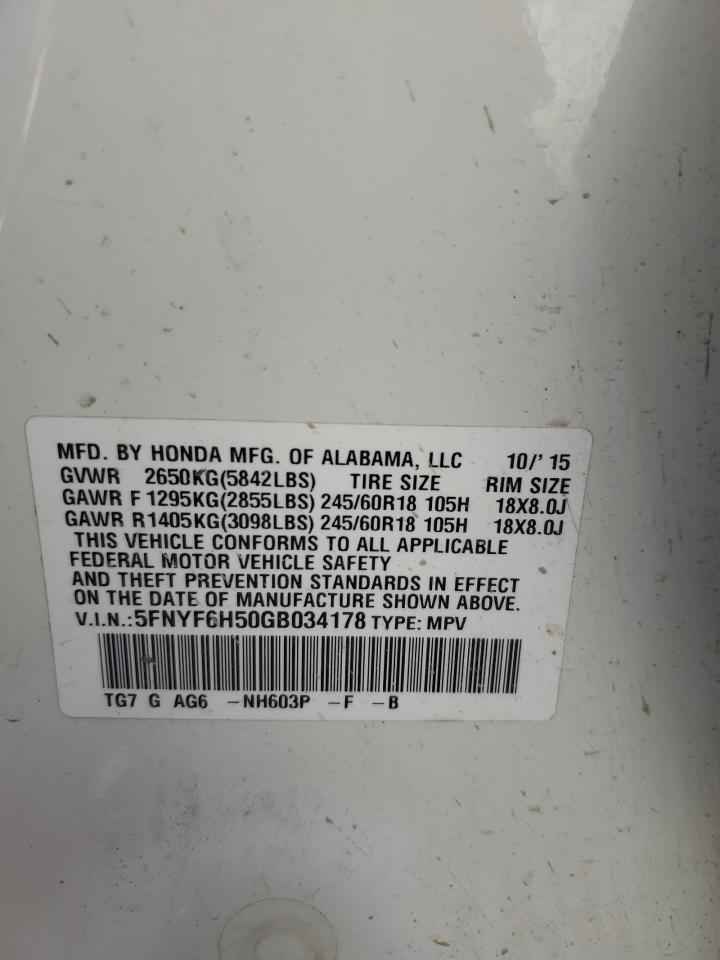 MFD. BY HONDA MFG. OF ALABAMA, LLC 10/'15
GVWR 2650KG(5842LBS) TIRE SIZE RIM SIZE
GAWR F 1295KG(2855LBS) 245/60R18 105H 18X8.0J
GAWR R1405KG(3098LBS) 245/60R18 105H 18X8.0J
THIS VEHICLE CONFORMS TO ALL APPLICABLE
FEDERAL MOTOR VEHICLE SAFETY
AND THEFT PREVENTION STANDARDS IN EFFECT
ON THE DATE OF MANUFACTURE SHOWN ABOVE.
V.I.N.:5FNYF6H50GB034178 TYPE: MPV
TG7 G AG6 -NH603P -F -B